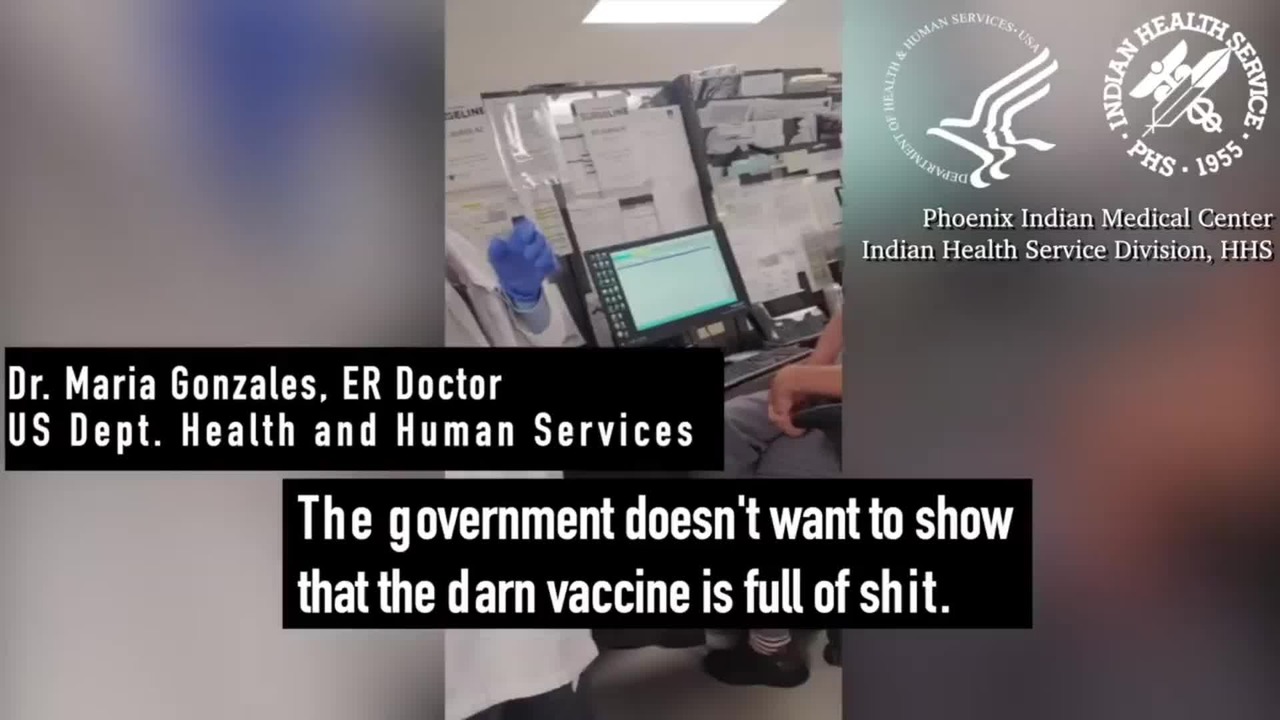 DEPARTMENT OF HEALTH & HUMAN SERVICES · USA
INDIAN HEALTH SERVICE
· PHS · 1955 ·
Phoenix Indian Medical Center
Indian Health Service Division, HHS
Dr. Maria Gonzales, ER Doctor
US Dept. Health and Human Services
The government doesn't want to show
that the darn vaccine is full of shit.